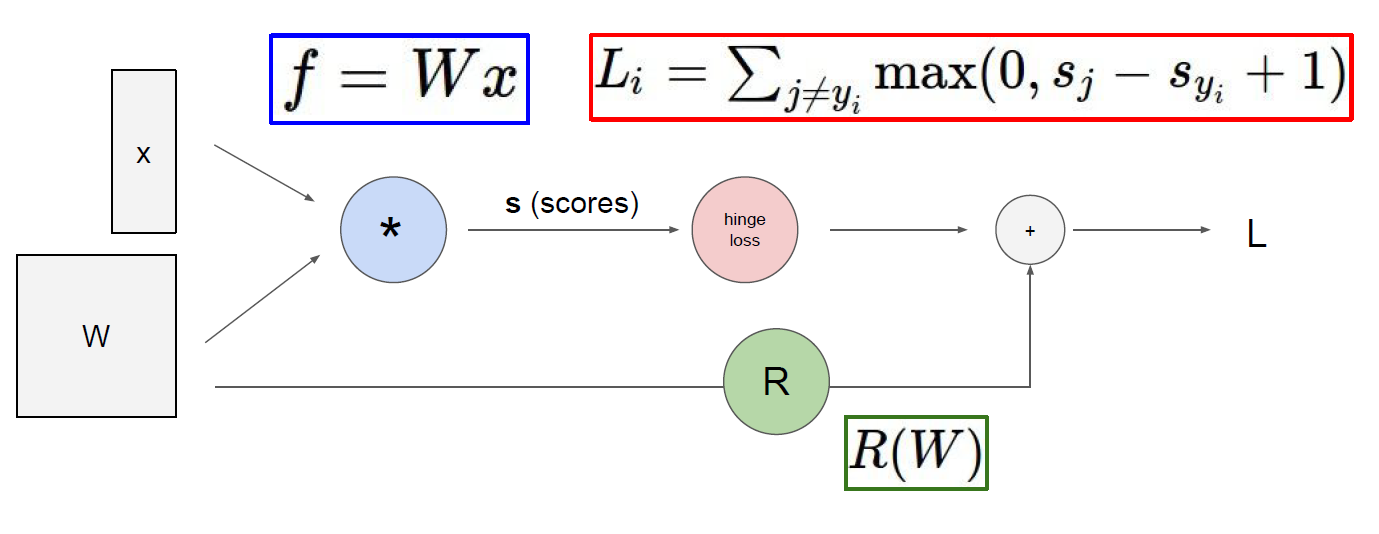 f = Wx
L_i = \sum_{j \neq y_i} \max(0, s_j - s_{y_i} + 1)
x
*
s (scores)
hinge
loss
+
L
W
R
R(W)